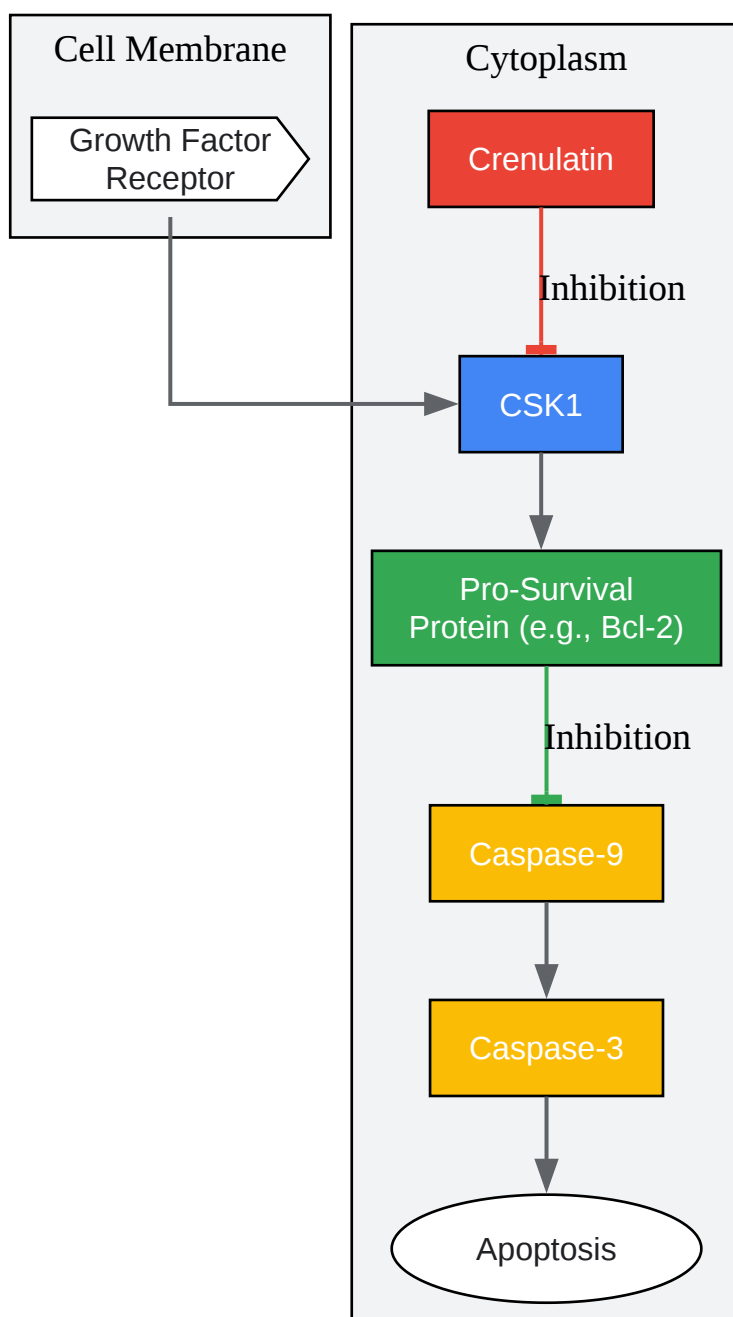 Cell Membrane
Growth Factor
Receptor
Cytoplasm
Crenulatin
Inhibition
CSK1
Pro-Survival
Protein (e.g., Bcl-2)
Inhibition
Caspase-9
Caspase-3
Apoptosis